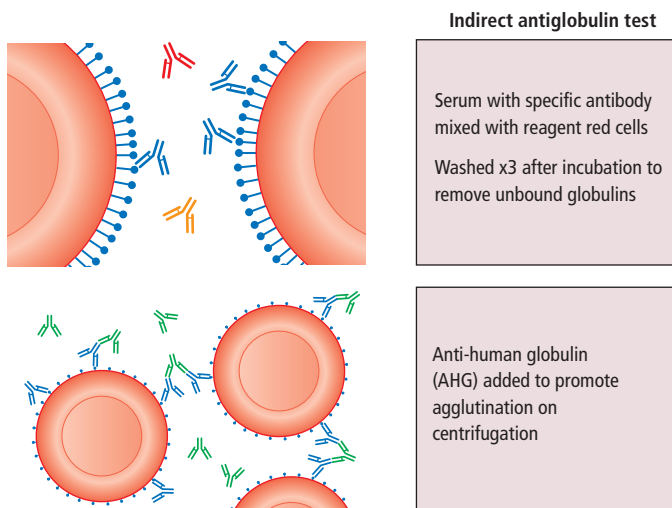 Indirect antiglobulin test
Serum with specific antibody
mixed with reagent red cells
Washed x3 after incubation to
remove unbound globulins
Anti-human globulin
(AHG) added to promote
agglutination on
centrifugation